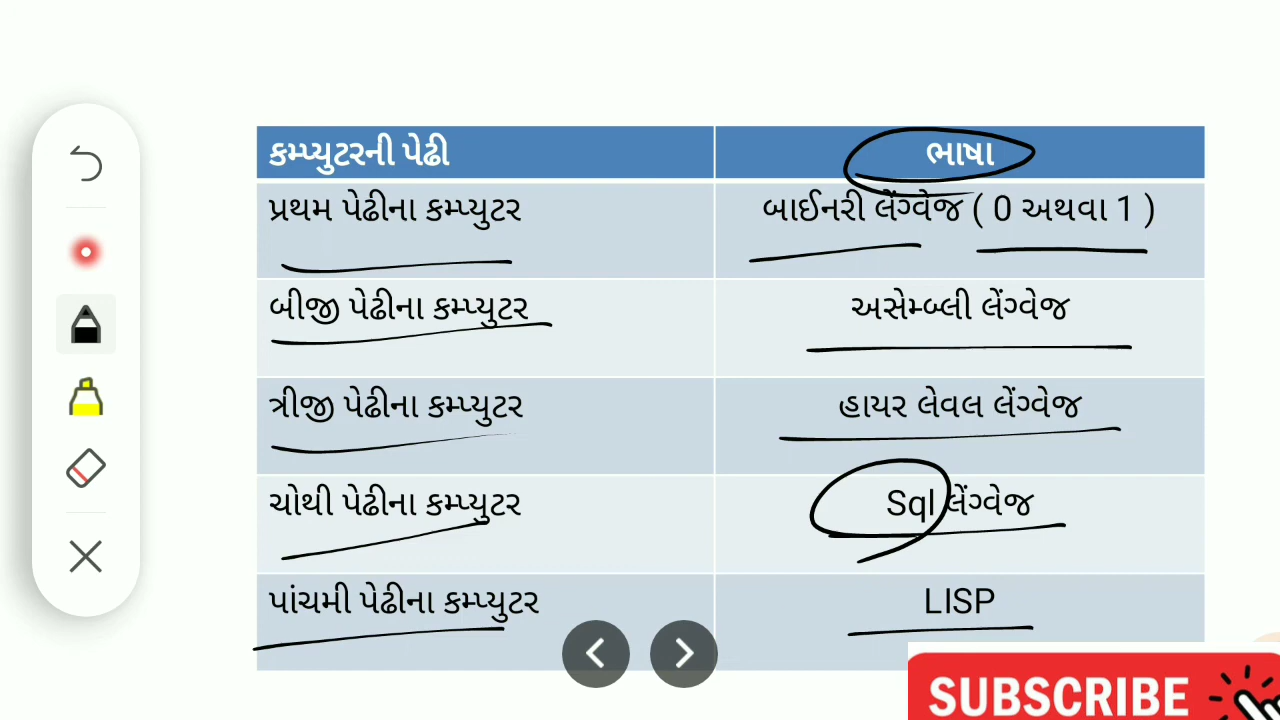 કમ્પ્યુટરની પેઢી ભાષા
પ્રથમ પેઢીના કમ્પ્યુટર બાઈનરી લેંગ્વેજ ( 0 અથવા 1 )
બીજી પેઢીના કમ્પ્યુટર અસેમ્બ્લી લેંગ્વેજ
ત્રીજી પેઢીના કમ્પ્યુટર હાયર લેવલ લેંગ્વેજ
ચોથી પેઢીના કમ્પ્યુટર Sql લેંગ્વેજ
પાંચમી પેઢીના કમ્પ્યુટર LISP
SUBSCRIBE